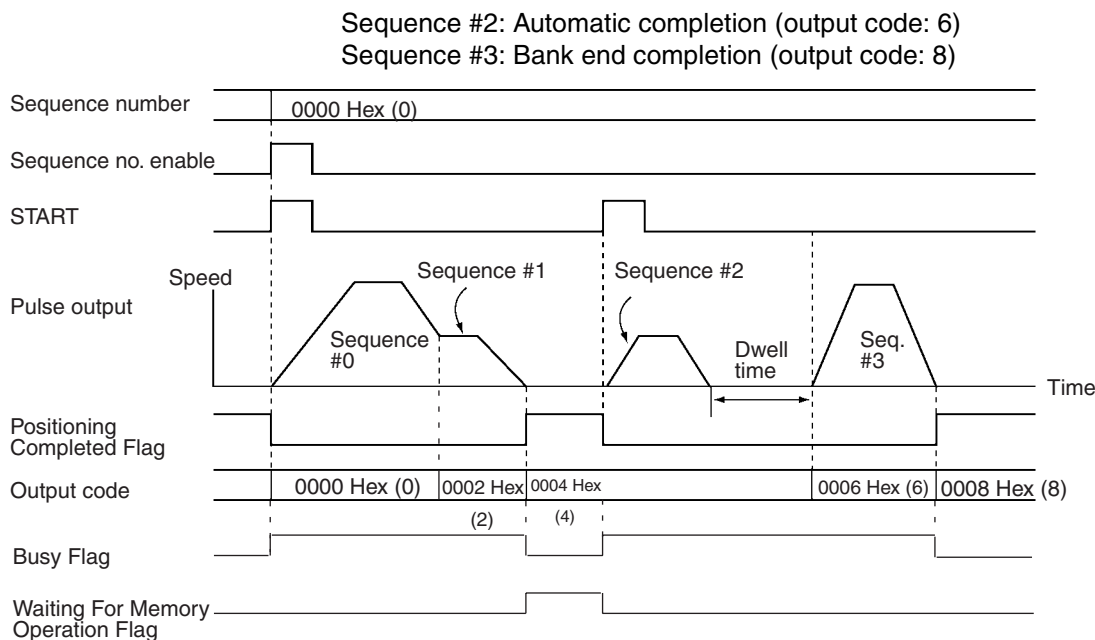 Sequence #2: Automatic completion (output code: 6)
Sequence #3: Bank end completion (output code: 8)
Sequence number
0000 Hex (0)
Sequence no. enable
START
Speed
Sequence #1
Sequence #2
Pulse output
Sequence
#0
Dwell
time
Seq.
#3
Time
Positioning
Completed Flag
Output code
0000 Hex (0)
0002 Hex
0004 Hex
0006 Hex (6)
0008 Hex (8)
(2)
(4)
Busy Flag
Waiting For Memory
Operation Flag